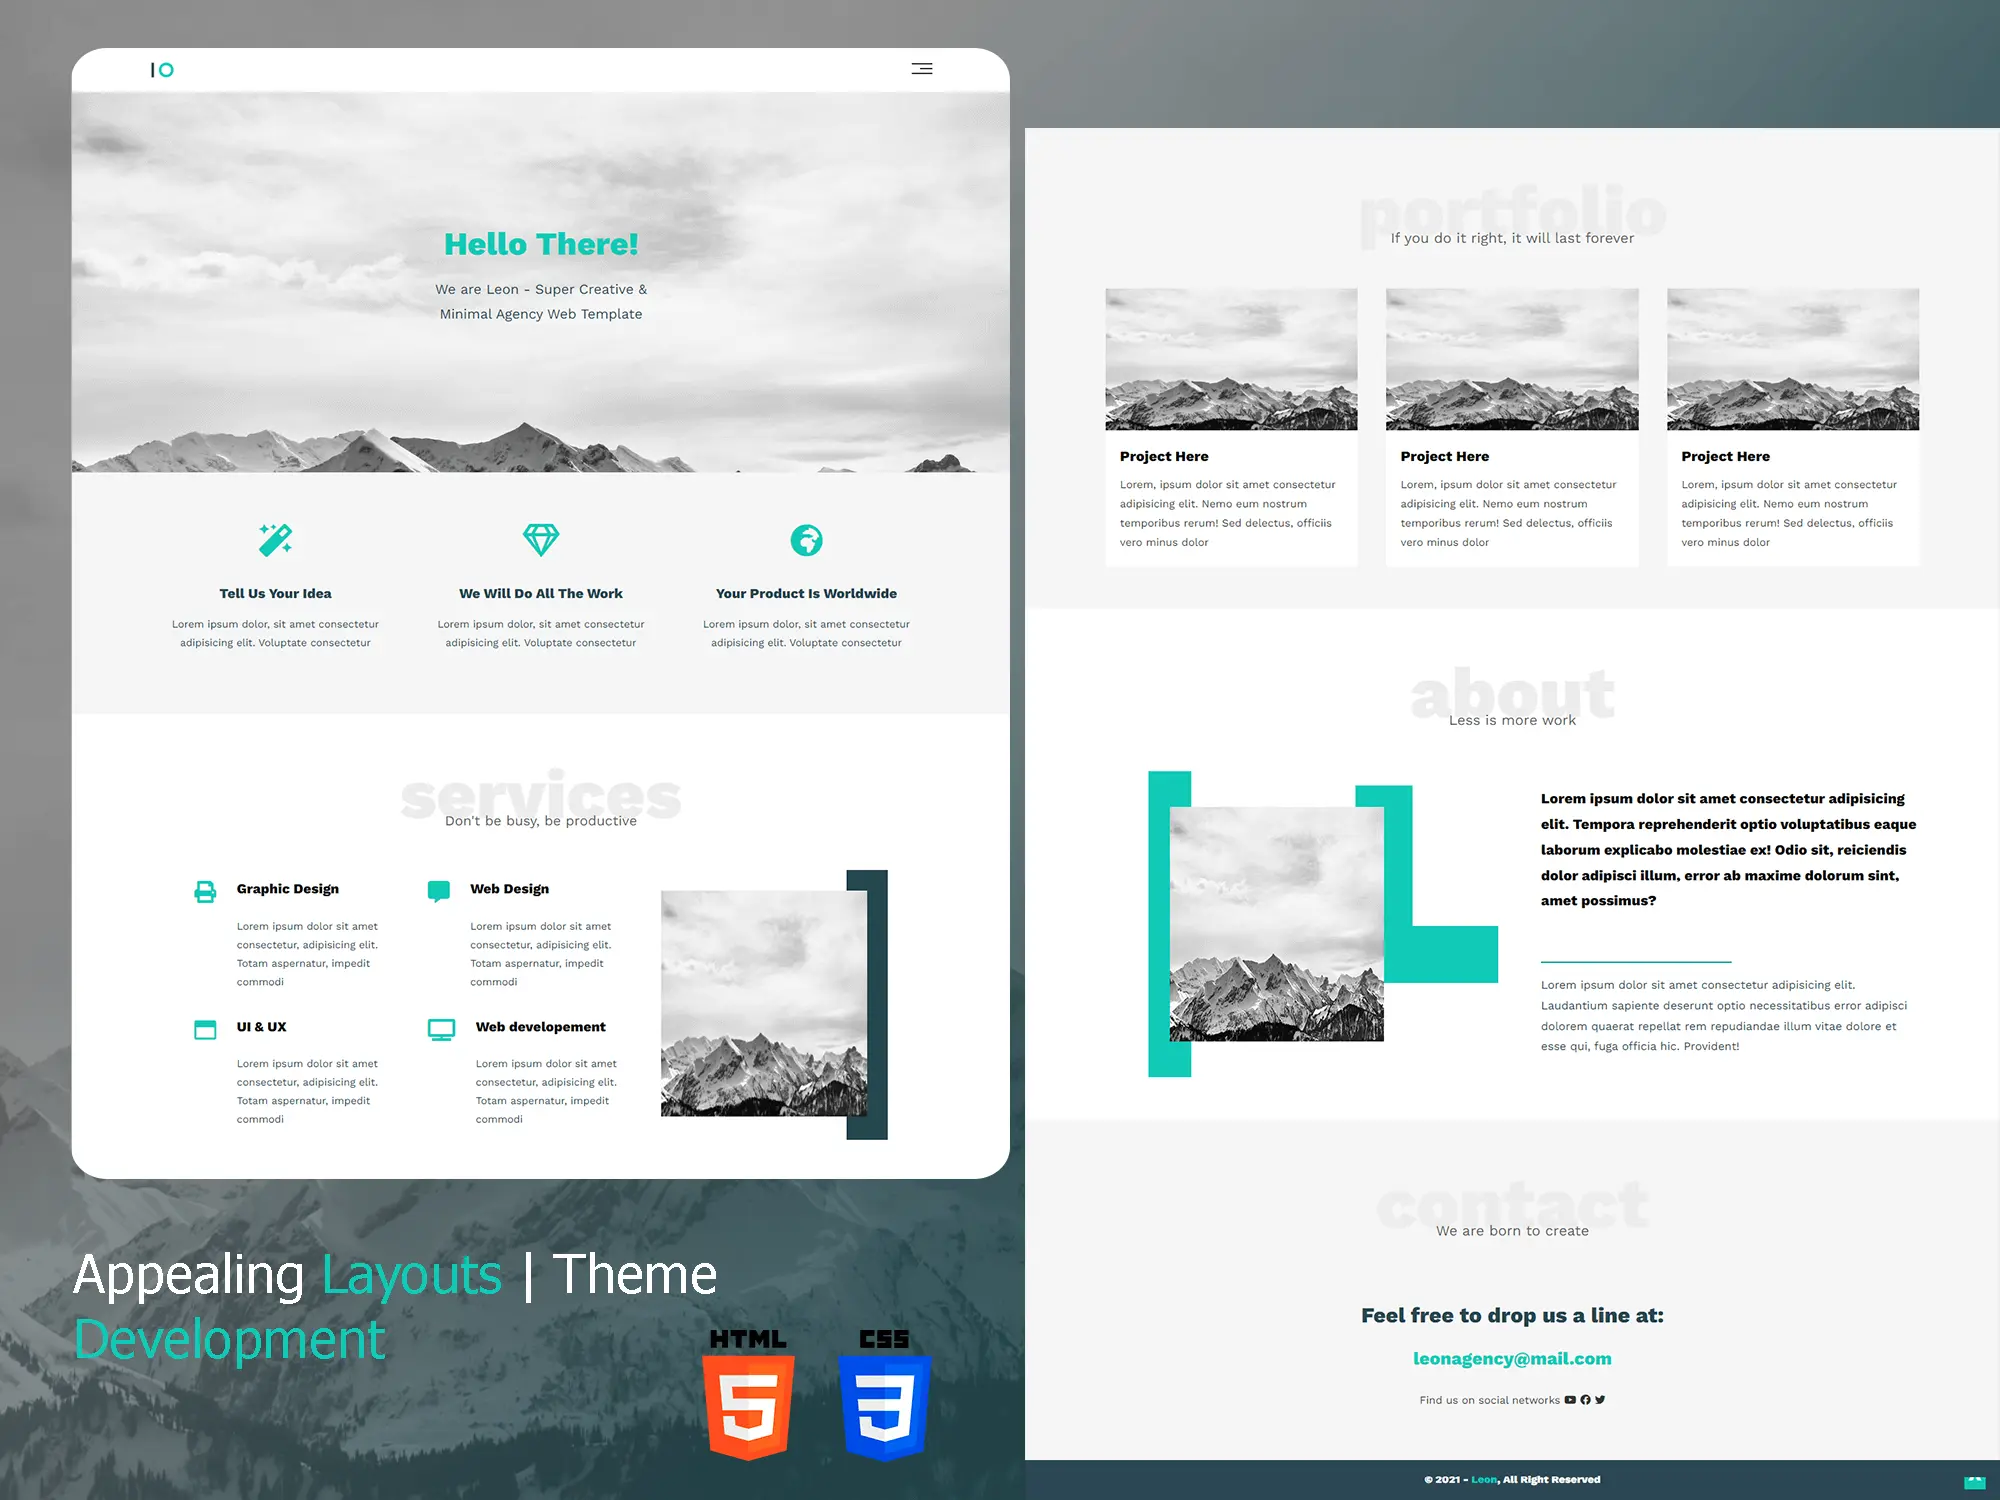 IO
Hello There!
We are Leon - Super Creative &
Minimal Agency Web Template
Tell Us Your Idea
Lorem ipsum dolor, sit amet consectetur
adipisicing elit. Voluptate consectetur
We Will Do All The Work
Lorem ipsum dolor, sit amet consectetur
adipisicing elit. Voluptate consectetur
Your Product Is Worldwide
Lorem ipsum dolor, sit amet consectetur
adipisicing elit. Voluptate consectetur
services
Don't be busy, be productive
Graphic Design
Lorem ipsum dolor sit amet
consectetur, adipisicing elit.
Totam aspernatur, impedit
commodi
Web Design
Lorem ipsum dolor sit amet
consectetur, adipisicing elit.
Totam aspernatur, impedit
commodi
UI & UX
Lorem ipsum dolor sit amet
consectetur, adipisicing elit.
Totam aspernatur, impedit
commodi
Web developement
Lorem ipsum dolor sit amet
consectetur, adipisicing elit.
Totam aspernatur, impedit
commodi
Appealing Layouts | Theme
Development
HTML
5
CSS
3
portfolio
If you do it right, it will last forever
Project Here
Lorem, ipsum dolor sit amet consectetur
adipisicing elit. Nemo eum nostrum
temporibus rerum! Sed delectus, officiis
vero minus dolor
Project Here
Lorem, ipsum dolor sit amet consectetur
adipisicing elit. Nemo eum nostrum
temporibus rerum! Sed delectus, officiis
vero minus dolor
Project Here
Lorem, ipsum dolor sit amet consectetur
adipisicing elit. Nemo eum nostrum
temporibus rerum! Sed delectus, officiis
vero minus dolor
about
Less is more work
Lorem ipsum dolor sit amet consectetur adipisicing
elit. Tempora reprehenderit optio voluptatibus eaque
laborum explicabo molestiae ex! Odio sit, reiciendis
dolor adipisci illum, error ab maxime dolorum sint,
amet possimus?
Lorem ipsum dolor sit amet consectetur adipisicing elit.
Laudantium sapiente deserunt optio necessitatibus error adipisci
dolorem quaerat repellat rem repudiandae illum vitae dolore et
esse qui, fuga officia hic. Provident!
contact
We are born to create
Feel free to drop us a line at:
leonagency@mail.com
Find us on social networks
© 2021 - Leon, All Right Reserved